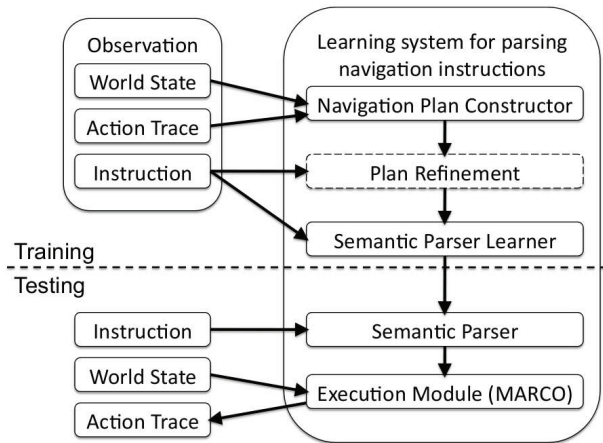 Observation
World State
Action Trace
Instruction
Learning system for parsing
navigation instructions
Navigation Plan Constructor
Plan Refinement
Semantic Parser Learner
Training
Testing
Instruction
World State
Action Trace
Semantic Parser
Execution Module (MARCO)